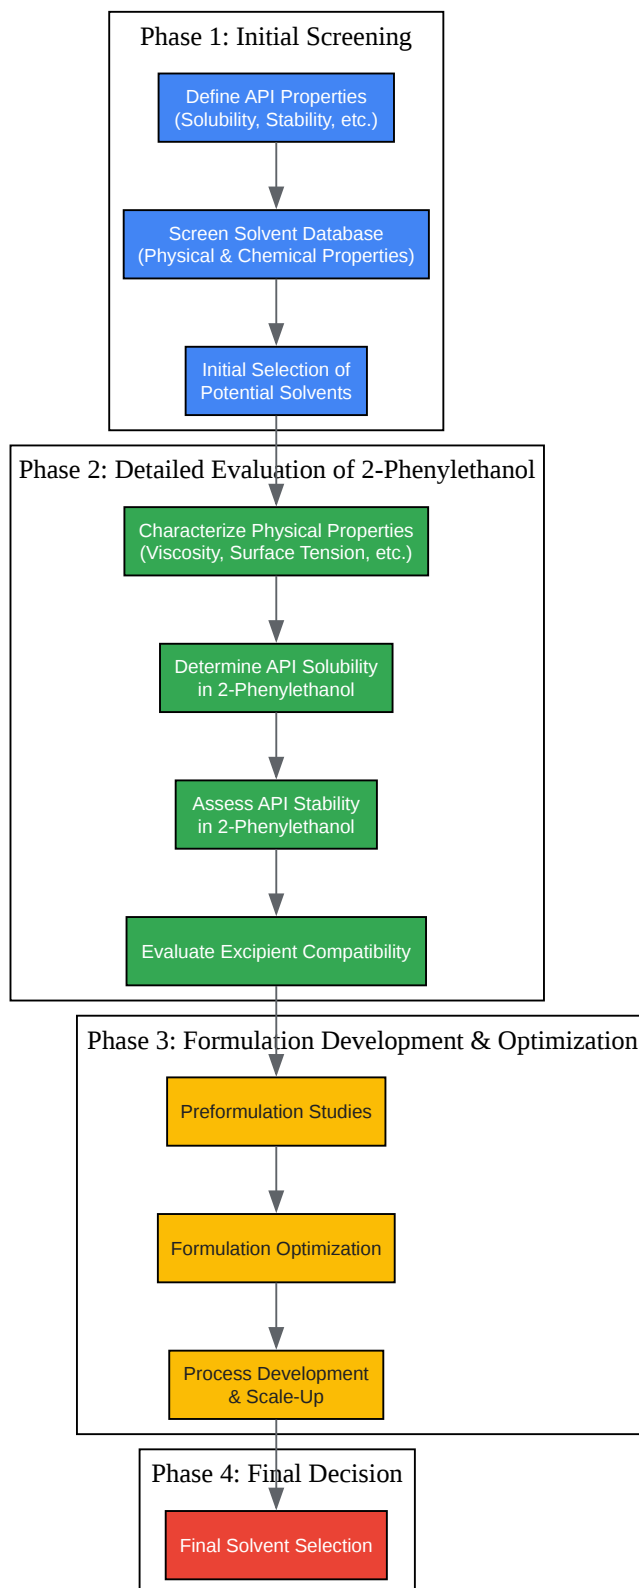 Phase 1: Initial Screening
Define API Properties
(Solubility, Stability, etc.)
Screen Solvent Database
(Physical & Chemical Properties)
Initial Selection of
Potential Solvents
Phase 2: Detailed Evaluation of 2-Phenylethanol
Characterize Physical Properties
(Viscosity, Surface Tension, etc.)
Determine API Solubility
in 2-Phenylethanol
Assess API Stability
in 2-Phenylethanol
Evaluate Excipient Compatibility
Phase 3: Formulation Development & Optimization
Preformulation Studies
Formulation Optimization
Process Development
& Scale-Up
Phase 4: Final Decision
Final Solvent Selection